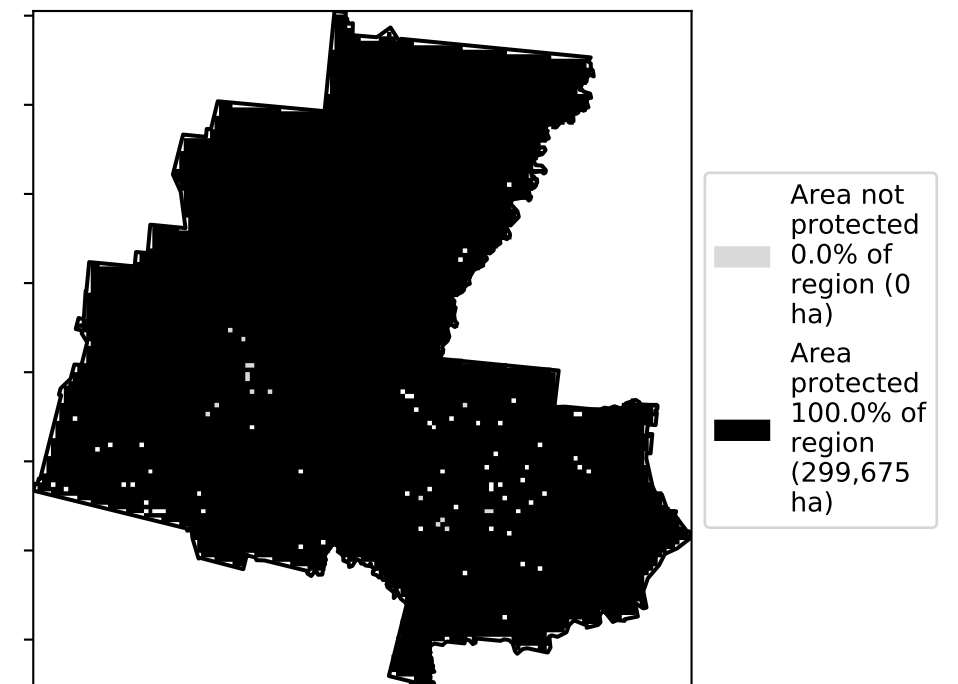 Area not
protected
0.0% of
region (0
ha)
Area
protected
100.0% of
region
(299,675
ha)